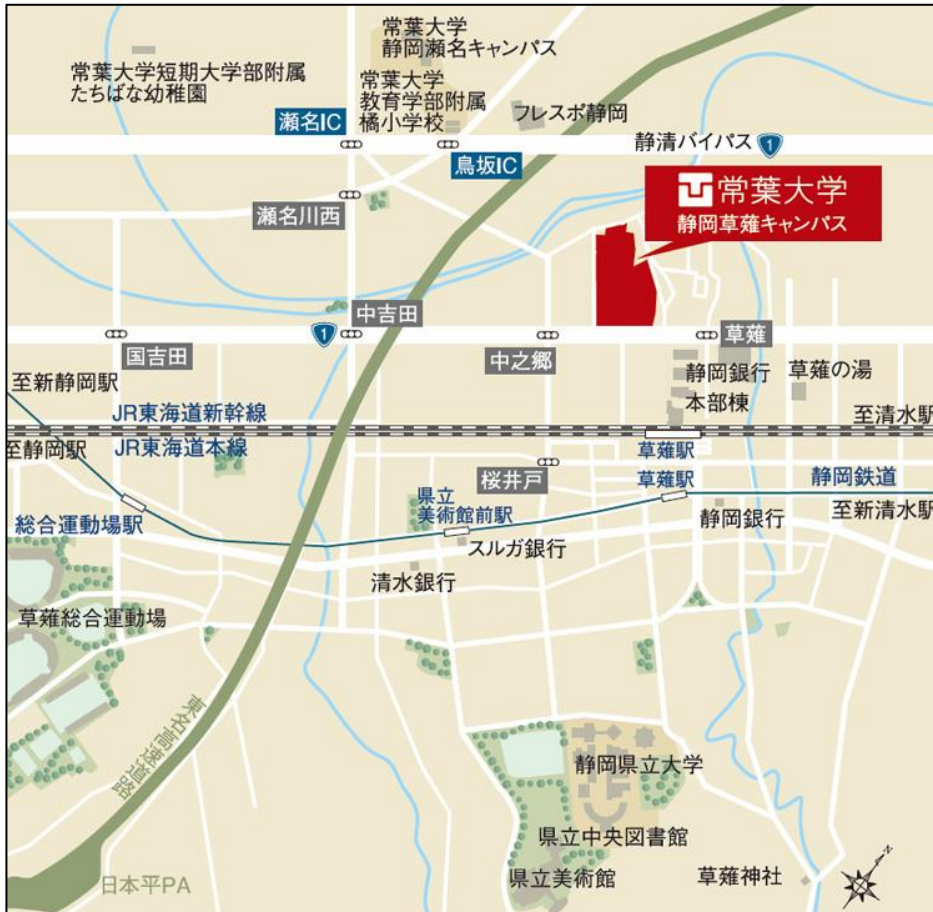 常葉大学
静岡瀬名キャンパス
常葉大学短期大学部附属
たちばな幼稚園
常葉大学
教育学部附属
橘小学校
フレスポ静岡
瀬名IC
静清バイパス
1
鳥坂IC
常葉大学
静岡草薙キャンパス
瀬名川西
中吉田
1
国吉田
中之郷
草薙
静岡銀行
本部棟
草薙の湯
至新静岡駅
JR東海道新幹線
至清水駅
至静岡駅
JR東海道本線
草薙駅
桜井戸
草薙駅
静岡鉄道
県立
美術館前駅
総合運動場駅
静岡銀行
至新清水駅
スルガ銀行
清水銀行
草薙総合運動場
東名高速道路
静岡県立大学
県立中央図書館
県立美術館
草薙神社
日本平PA
N